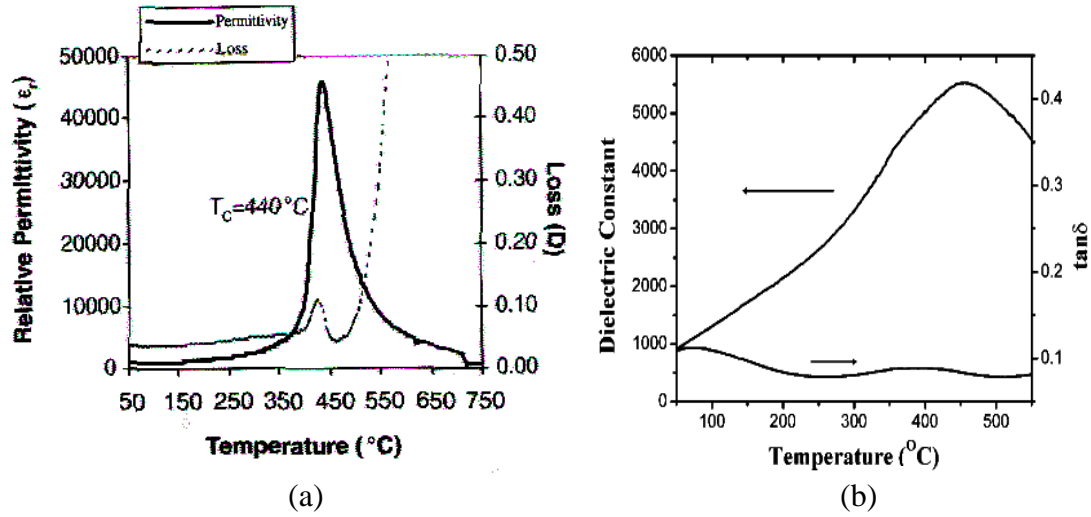 Permittivity
Loss
50000
40000
30000
20000
10000
0
Relative Permittivity (εr)
0.50
0.40
0.30
0.20
0.10
0.00
Loss (D)
TC=440°C
50 150 250 350 450 550 650 750
Temperature (°C)
(a)
6000
5000
4000
3000
2000
1000
0
Dielectric Constant
0.4
0.3
0.2
0.1
tanδ
100 200 300 400 500
Temperature (OC)
(b)